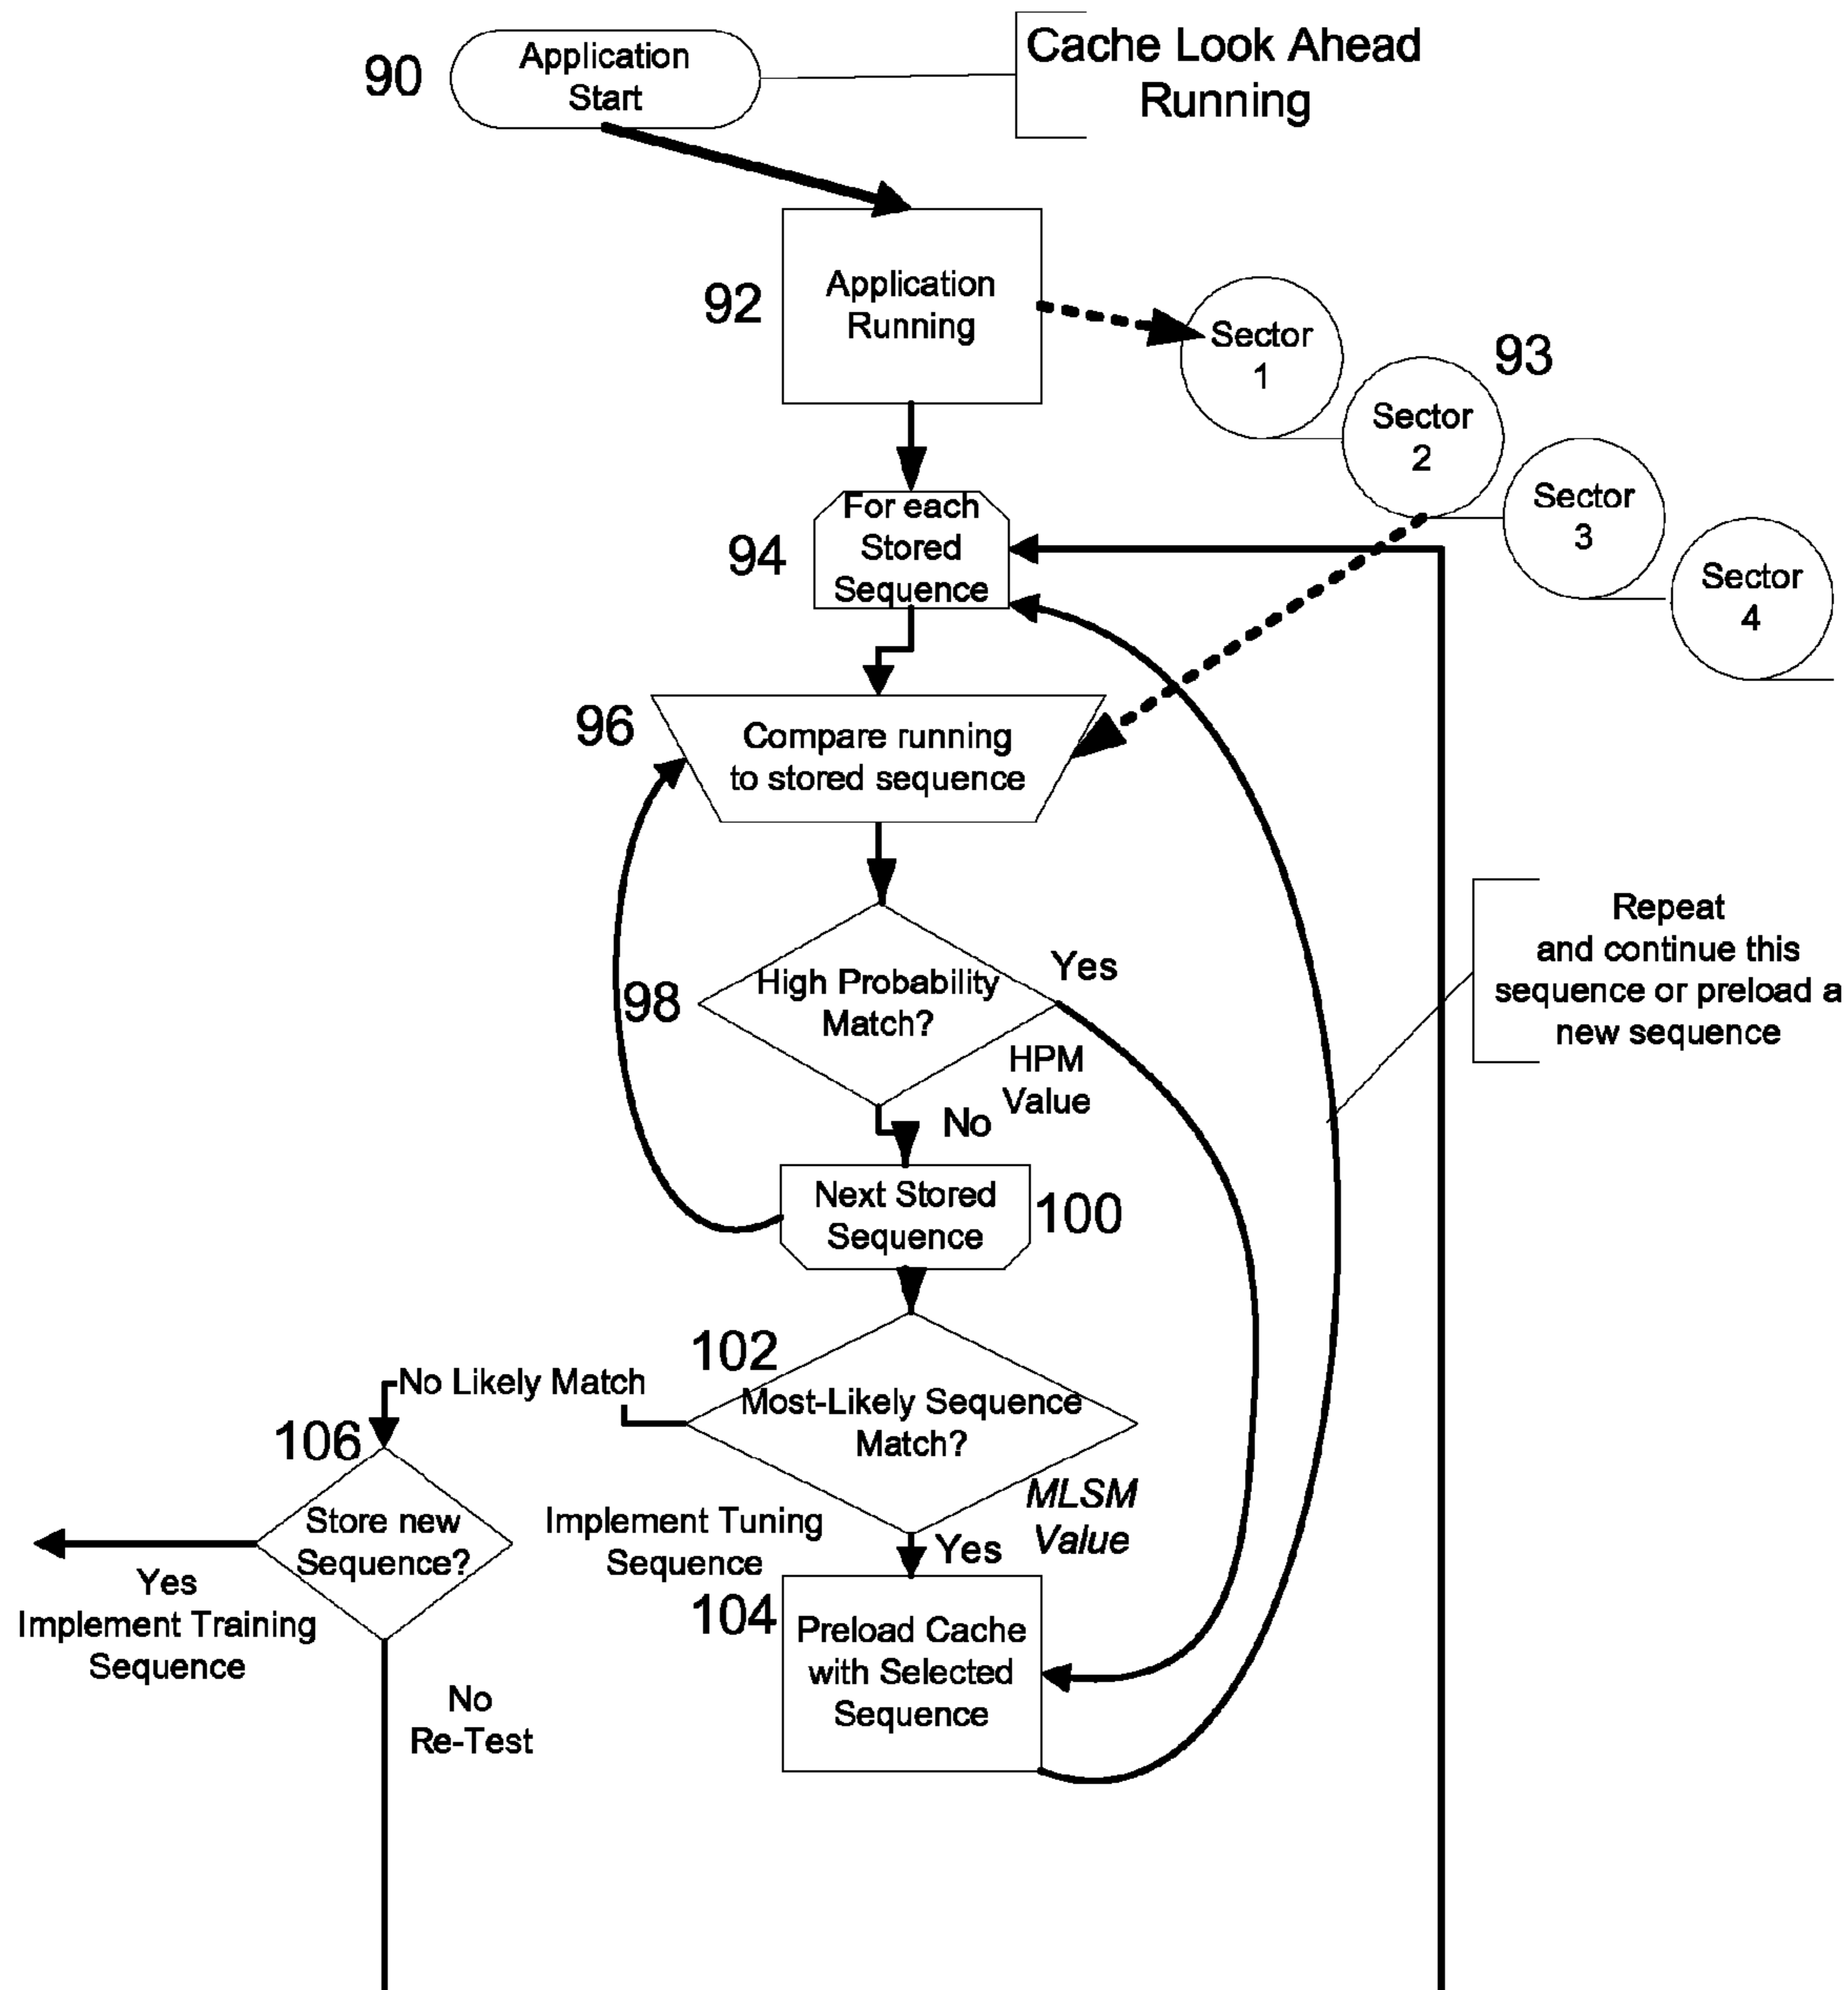 90
Application
Start
Cache Look Ahead
Running
92
Application
Running
Sector
1
93
Sector
2
Sector
3
Sector
4
94
For each
Stored
Sequence
96
Compare running
to stored sequence
98
High Probability
Match?
Yes
HPM
Value
No
Repeat
and continue this
sequence or preload a
new sequence
Next Stored
Sequence
100
102
Most-Likely Sequence
Match?
No Likely Match
MLSM
Value
106
Store new
Sequence?
Implement Tuning
Sequence
Yes
Yes
Implement Training
Sequence
104
Preload Cache
with Selected
Sequence
No
Re-Test